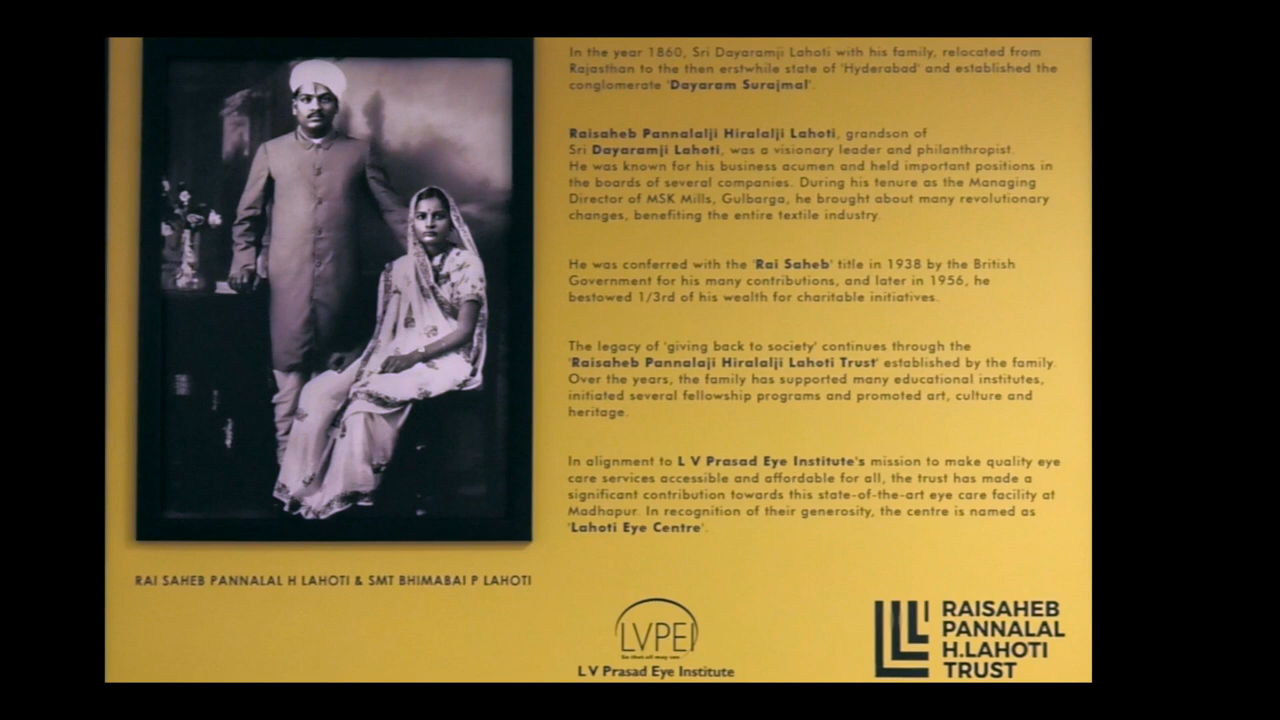 In the year 1860, Sri Dayaramji Lahoti with his family, relocated from
Rajasthan to the then erstwhile state of 'Hyderabad' and established the
conglomerate 'Dayaram Surajmal'.
Raisaheb Pannalalji Hiralalji Lahoti, grandson of
Sri Dayaramji Lahoti, was a visionary leader and philanthropist.
He was known for his business acumen and held important positions in
the boards of several companies. During his tenure as the Managing
Director of MSK Mills, Gulbarga, he brought about many revolutionary
changes, benefiting the entire textile industry.
He was conferred with the 'Rai Saheb' title in 1938 by the British
Government for his many contributions, and later in 1956, he
bestowed 1/3rd of his wealth for charitable initiatives.
The legacy of 'giving back to society' continues through the
'Raisaheb Pannalaji Hiralalji Lahoti Trust' established by the family.
Over the years, the family has supported many educational institutes,
initiated several fellowship programs and promoted art, culture and
heritage.
In alignment to L V Prasad Eye Institute's mission to make quality eye
care services accessible and affordable for all, the trust has made a
significant contribution towards this state-of-the-art eye care facility at
Madhapur. In recognition of their generosity, the centre is named as
'Lahoti Eye Centre'.
RAI SAHEB PANNALAL H LAHOTI & SMT BHIMABAI P LAHOTI
LVPEI
So that all may see
L V Prasad Eye Institute
RAISAHEB
PANNALAL
H.LAHOTI
TRUST